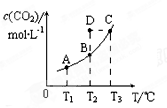 c(CO₂)/
mol·L⁻¹
D C
B
A
0 T₁ T₂ T₃ T/℃